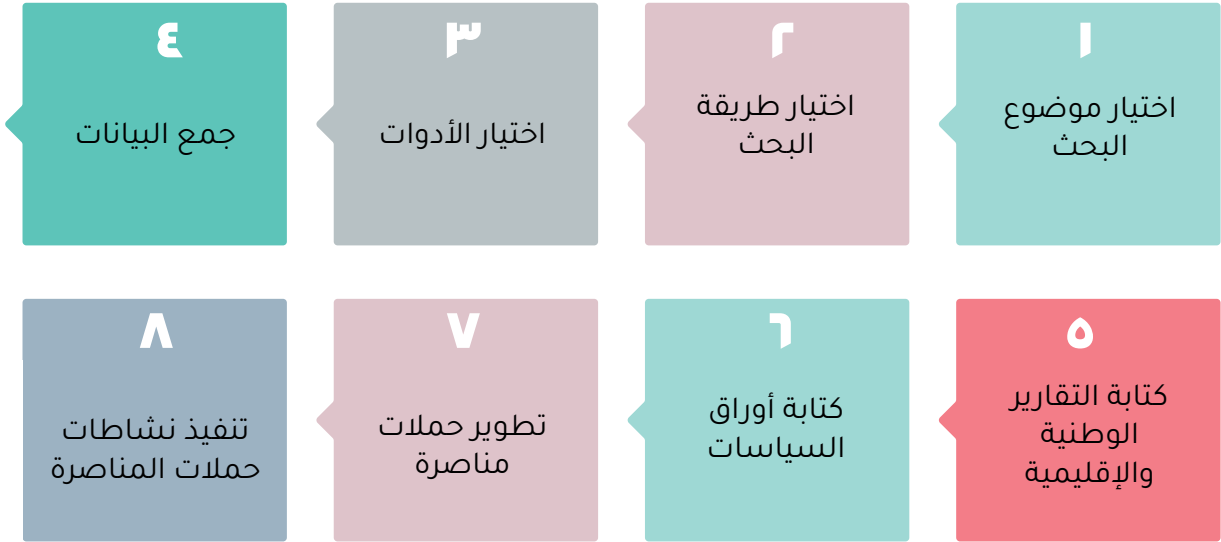 ١
اختيار موضوع
البحث
٢
اختيار طريقة
البحث
٣
اختيار الأدوات
٤
جمع البيانات
٥
كتابة التقارير
الوطنية
والإقليمية
٦
كتابة أوراق
السياسات
٧
تطوير حملات
مناصرة
٨
تنفيذ نشاطات
حملات المناصرة